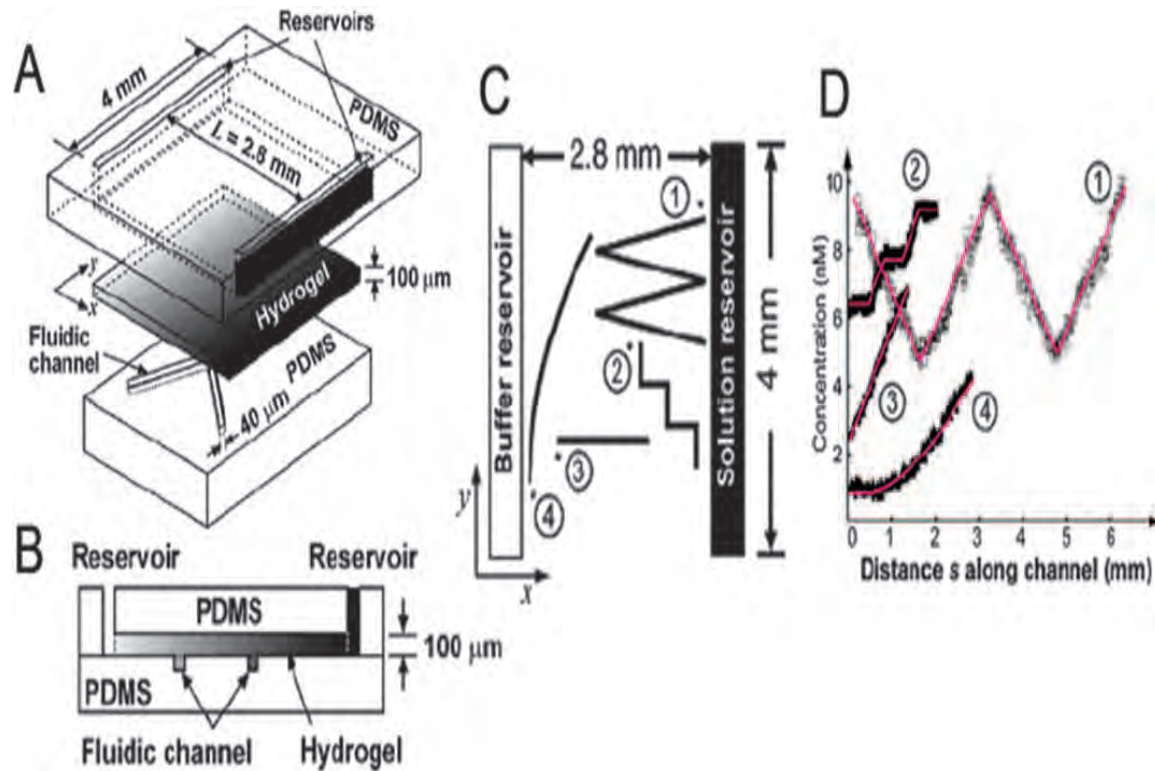 A
Reservoirs
4 mm
PDMS
L = 2.8 mm
y
x
Hydrogel
100 µm
Fluidic
channel
PDMS
40 µm
B
Reservoir
Reservoir
PDMS
100 µm
PDMS
Fluidic channel
Hydrogel
C
2.8 mm
Buffer reservoir
Solution reservoir
4 mm
1
2
3
4
y
x
D
Concentration (nM)
10
8
6
4
2
0 1 2 3 4 5 6
Distance s along channel (mm)
2
1
3
4